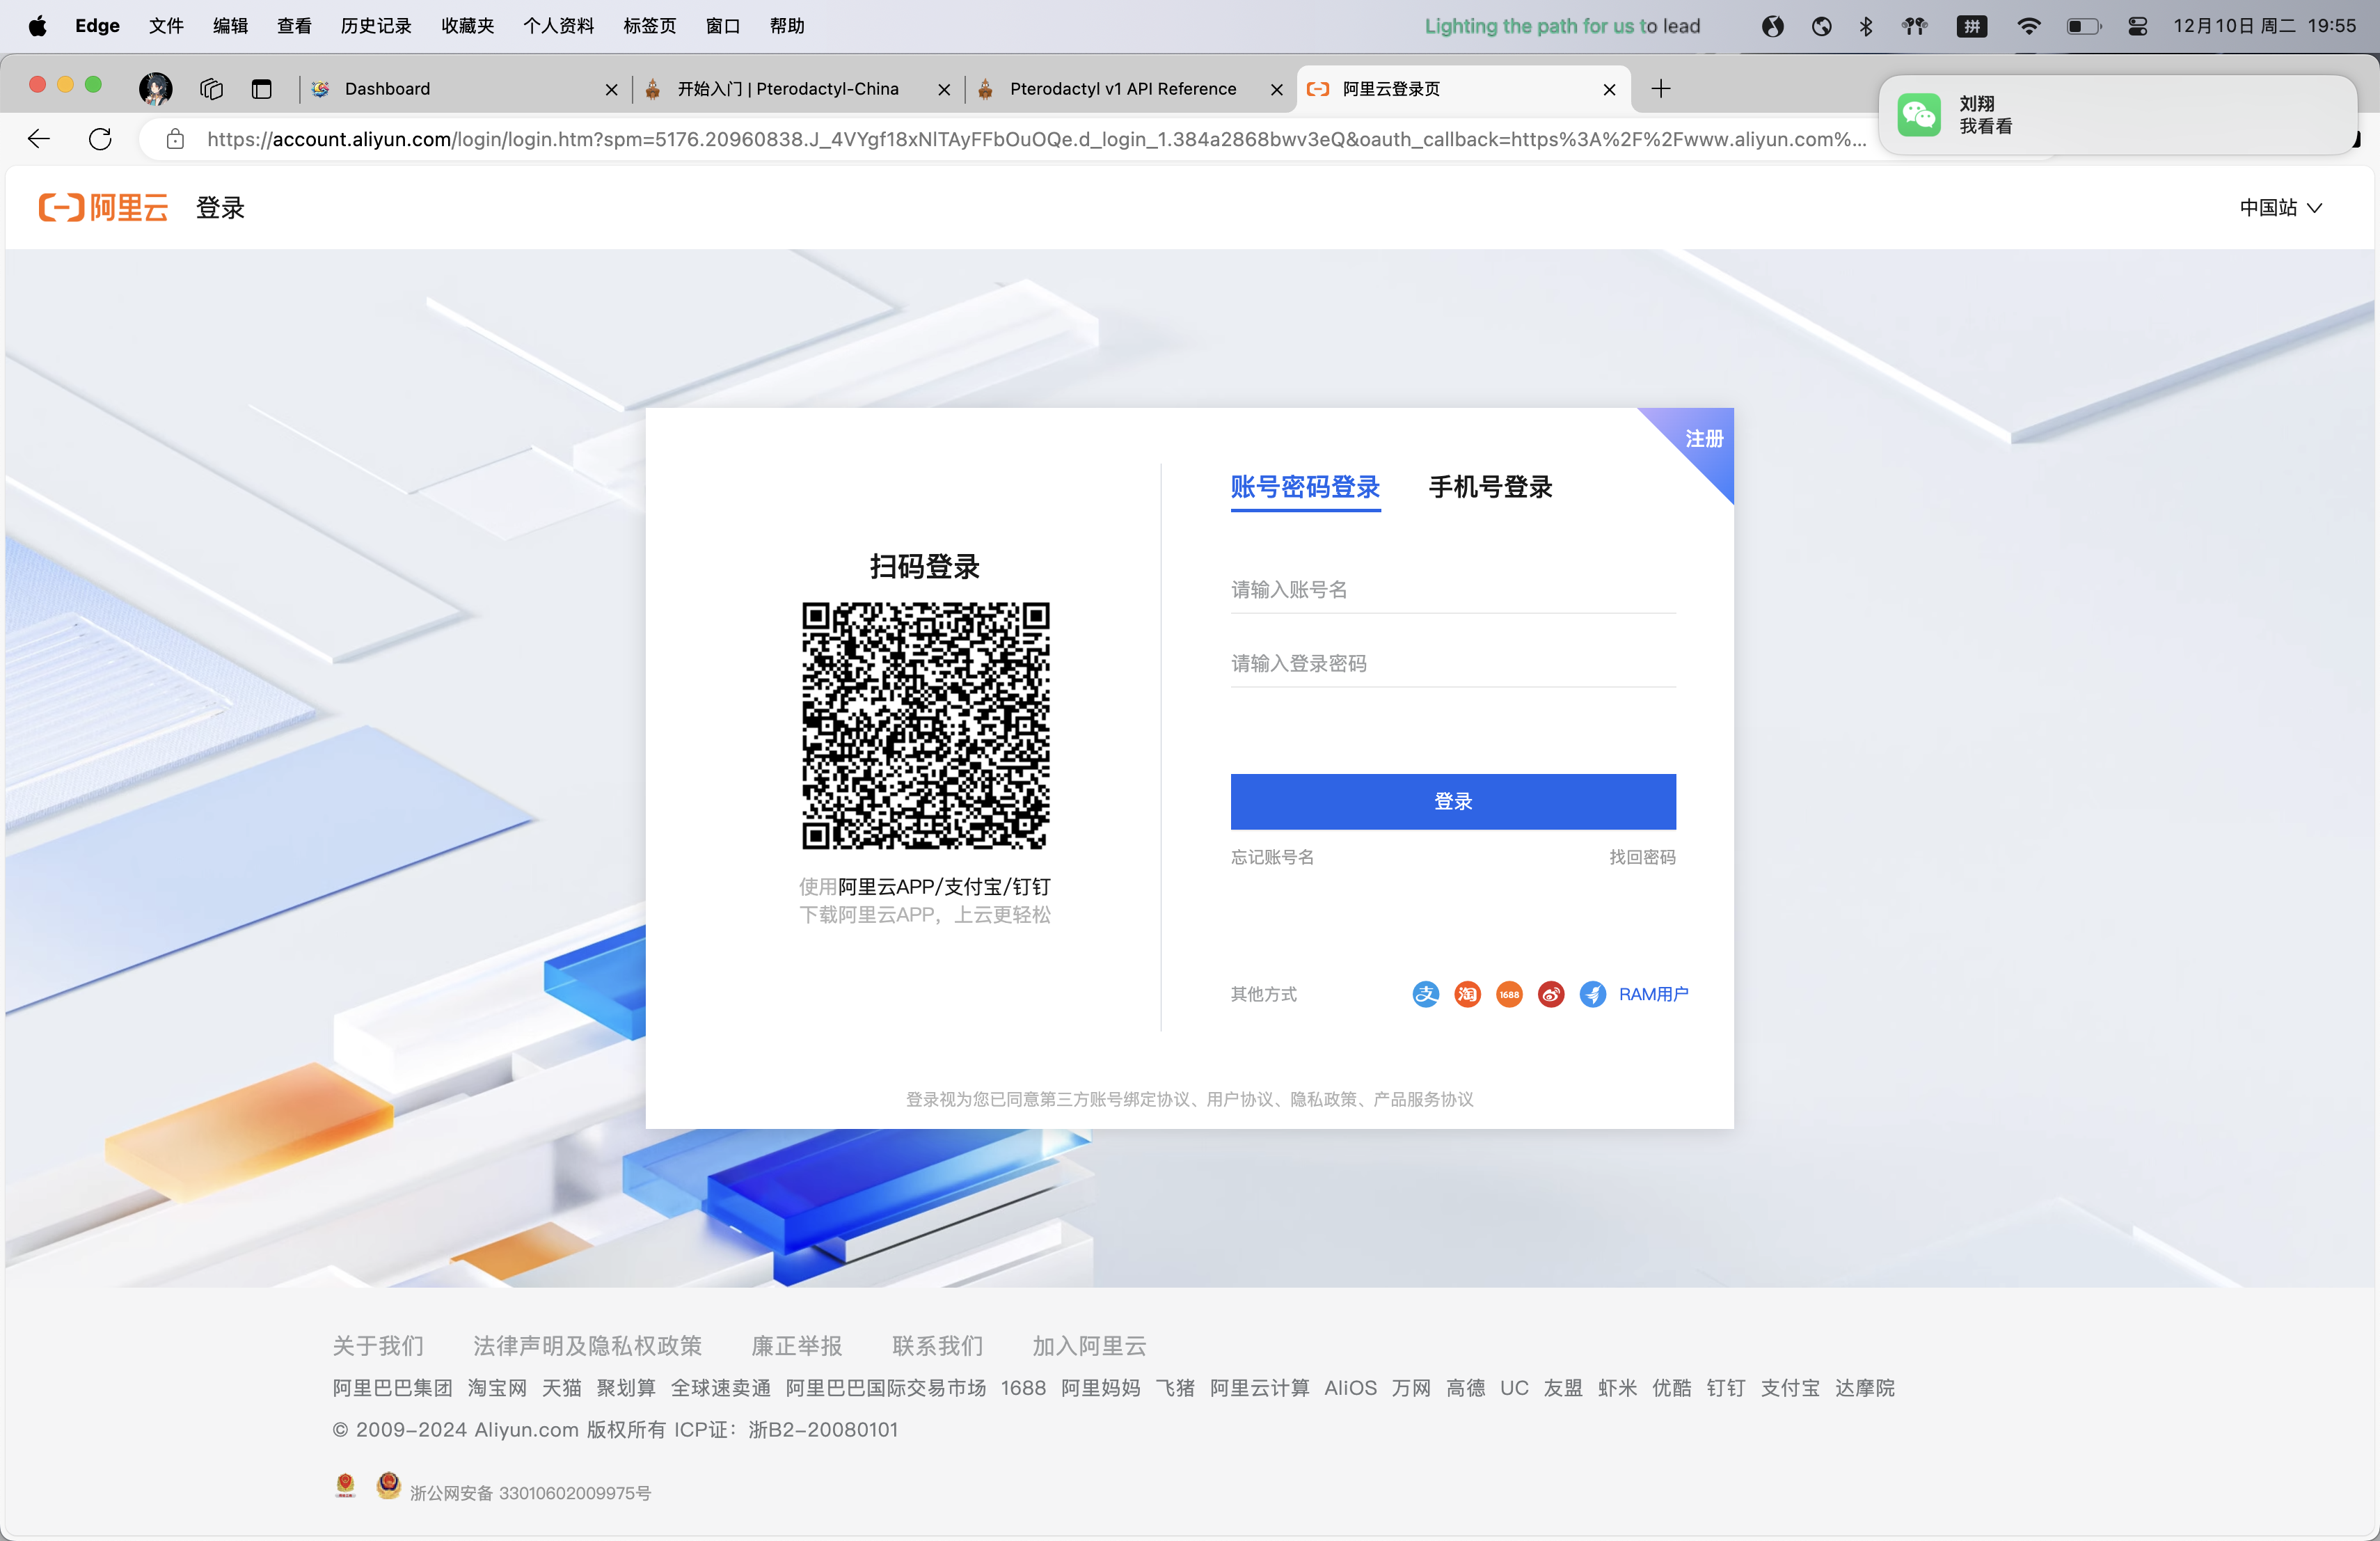 Edge 文件 编辑 查看 历史记录 收藏夹 个人资料 标签页 窗口 帮助 Lighting the path for us to lead 拼 12月10日 周二 19:55
Dashboard 开始入门 | Pterodactyl-China Pterodactyl v1 API Reference 阿里云登录页
刘翔
我看看
https://account.aliyun.com/login/login.htm?spm=5176.20960838.J_4VYgf18xNlTAyFFbOuOQe.d_login_1.384a2868bwv3eQ&oauth_callback=https%3A%2F%2Fwww.aliyun.com%...
阿里云 登录 中国站
注册
账号密码登录 手机号登录
扫码登录
请输入账号名
请输入登录密码
登录
忘记账号名 找回密码
使用阿里云APP/支付宝/钉钉
下载阿里云APP，上云更轻松
其他方式 支 淘 1688 RAM用户
登录视为您已同意第三方账号绑定协议、用户协议、隐私政策、产品服务协议
关于我们 法律声明及隐私权政策 廉正举报 联系我们 加入阿里云
阿里巴巴集团 淘宝网 天猫 聚划算 全球速卖通 阿里巴巴国际交易市场 1688 阿里妈妈 飞猪 阿里云计算 AliOS 万网 高德 UC 友盟 虾米 优酷 钉钉 支付宝 达摩院
© 2009-2024 Aliyun.com 版权所有 ICP证：浙B2-20080101
浙公网安备 33010602009975号